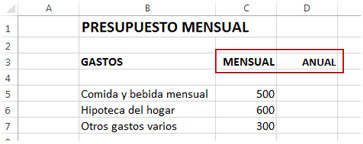 A B C D
1 PRESUPUESTO MENSUAL
2
3 GASTOS MENSUAL ANUAL
4
5 Comida y bebida mensual 500
6 Hipoteca del hogar 600
7 Otros gastos varios 300